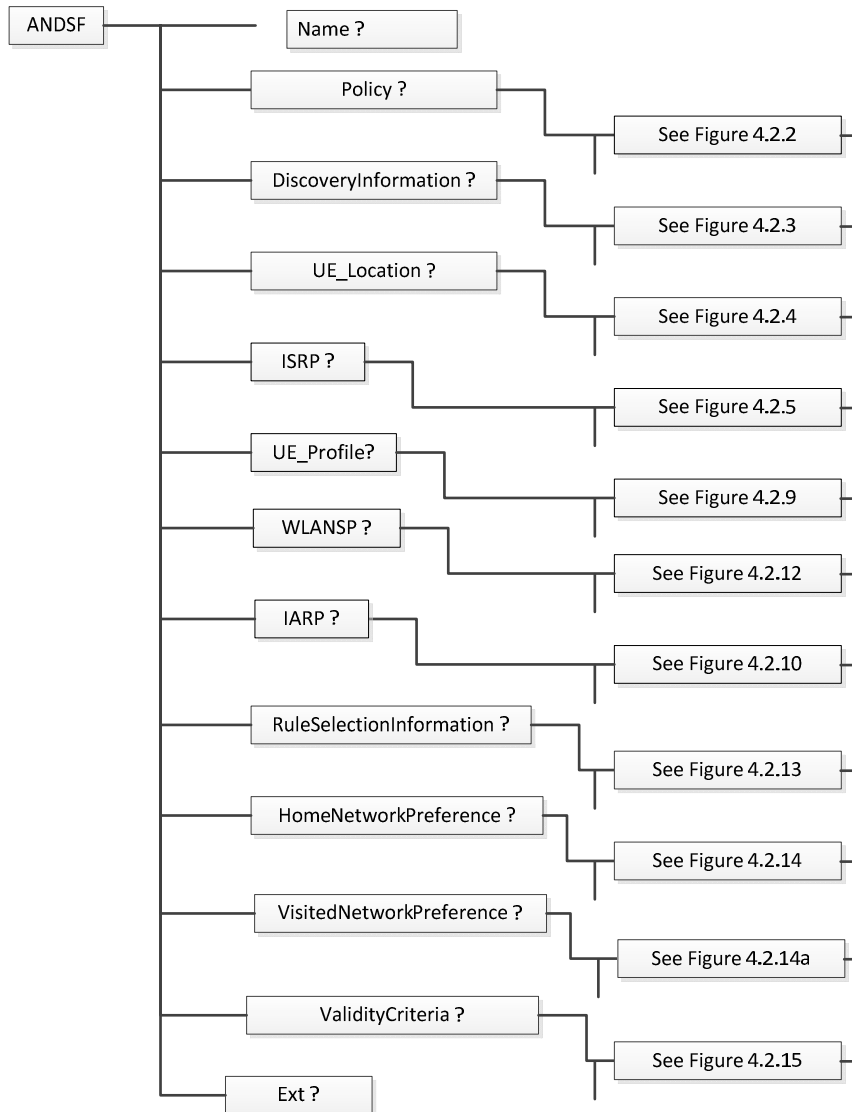 ANDSF
Name ?
Policy ?
See Figure 4.2.2
DiscoveryInformation ?
See Figure 4.2.3
UE_Location ?
See Figure 4.2.4
ISRP ?
See Figure 4.2.5
UE_Profile?
See Figure 4.2.9
WLANSP ?
See Figure 4.2.12
IARP ?
See Figure 4.2.10
RuleSelectionInformation ?
See Figure 4.2.13
HomeNetworkPreference ?
See Figure 4.2.14
VisitedNetworkPreference ?
See Figure 4.2.14a
ValidityCriteria ?
See Figure 4.2.15
Ext ?